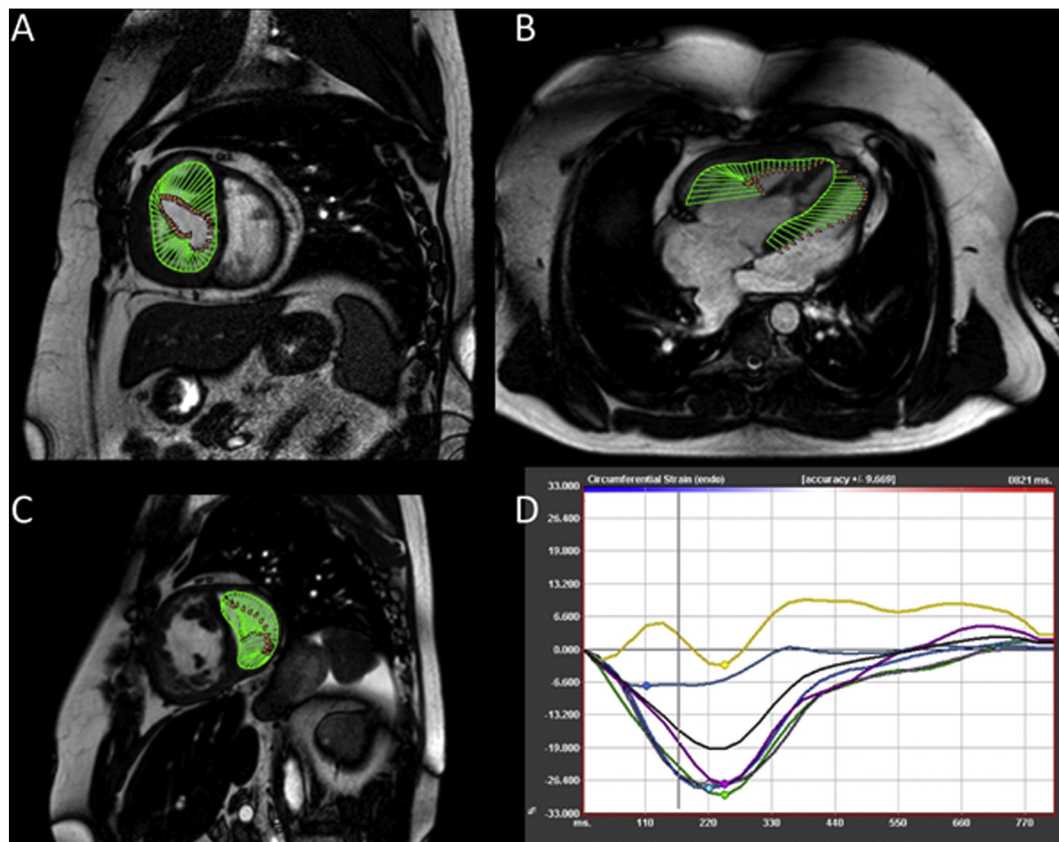 A
B
C
D
Circumferential Strain (endo) [accuracy +/- 9.669] 0821 ms.
33.000
26.400
19.800
13.200
6.600
0.000
-6.600
-13.200
-19.800
-26.400
-33.000
%
ms. 110 220 330 440 550 660 770